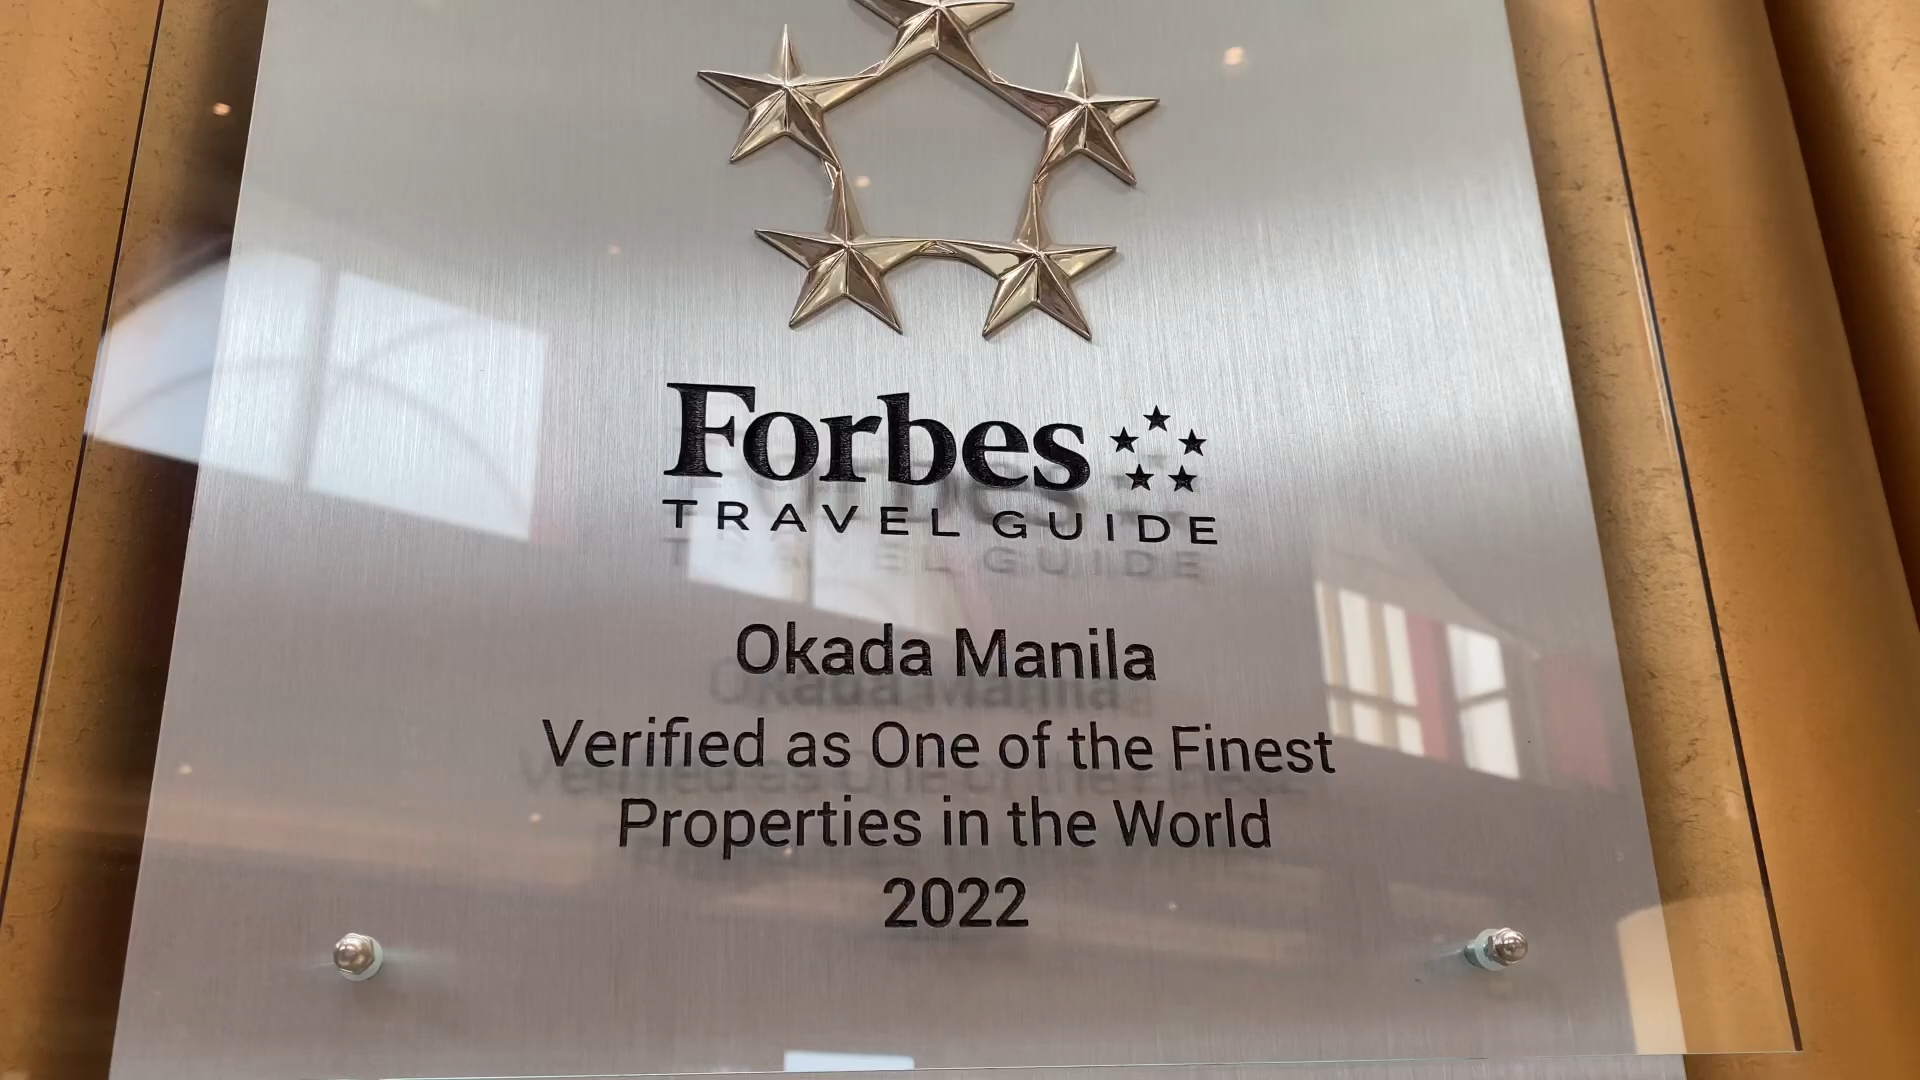 Forbes
TRAVEL GUIDE
Okada Manila
Verified as One of the Finest
Properties in the World
2022